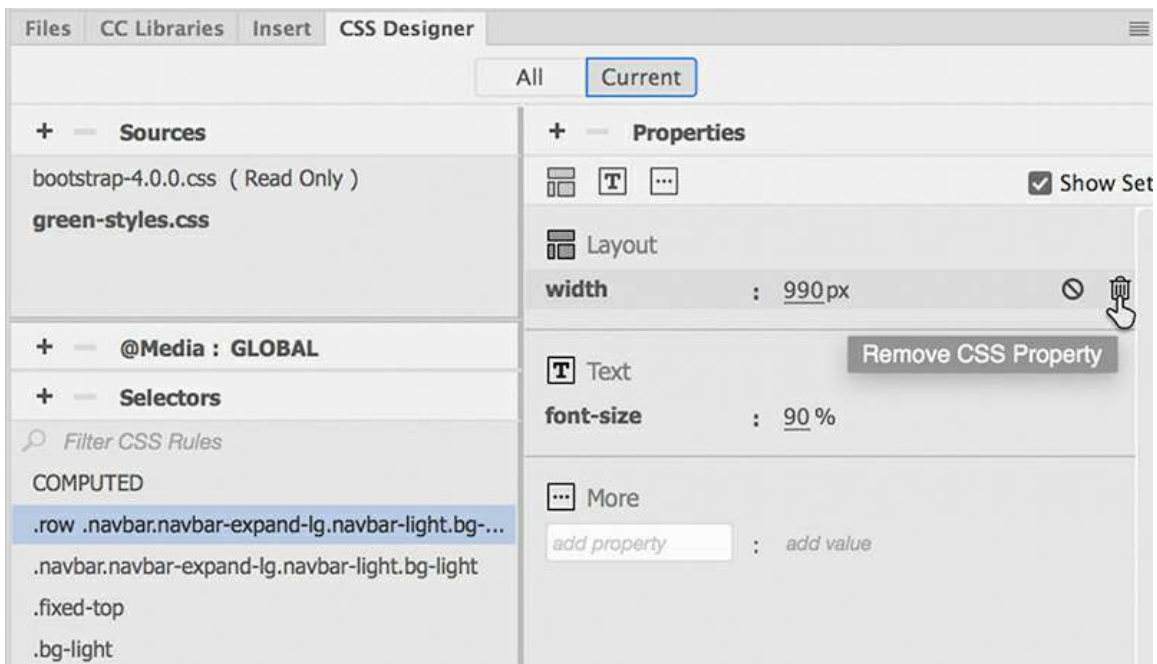 Files CC Libraries Insert CSS Designer
All Current
+ Sources
bootstrap-4.0.0.css ( Read Only )
green-styles.css
+ @Media : GLOBAL
+ Selectors
Filter CSS Rules
COMPUTED
.row .navbar.navbar-expand-lg.navbar-light.bg-...
.navbar.navbar-expand-lg.navbar-light.bg-light
.fixed-top
.bg-light
+ Properties
T Show Set
Layout
width : 990px
Remove CSS Property
T Text
font-size : 90 %
More
add property : add value